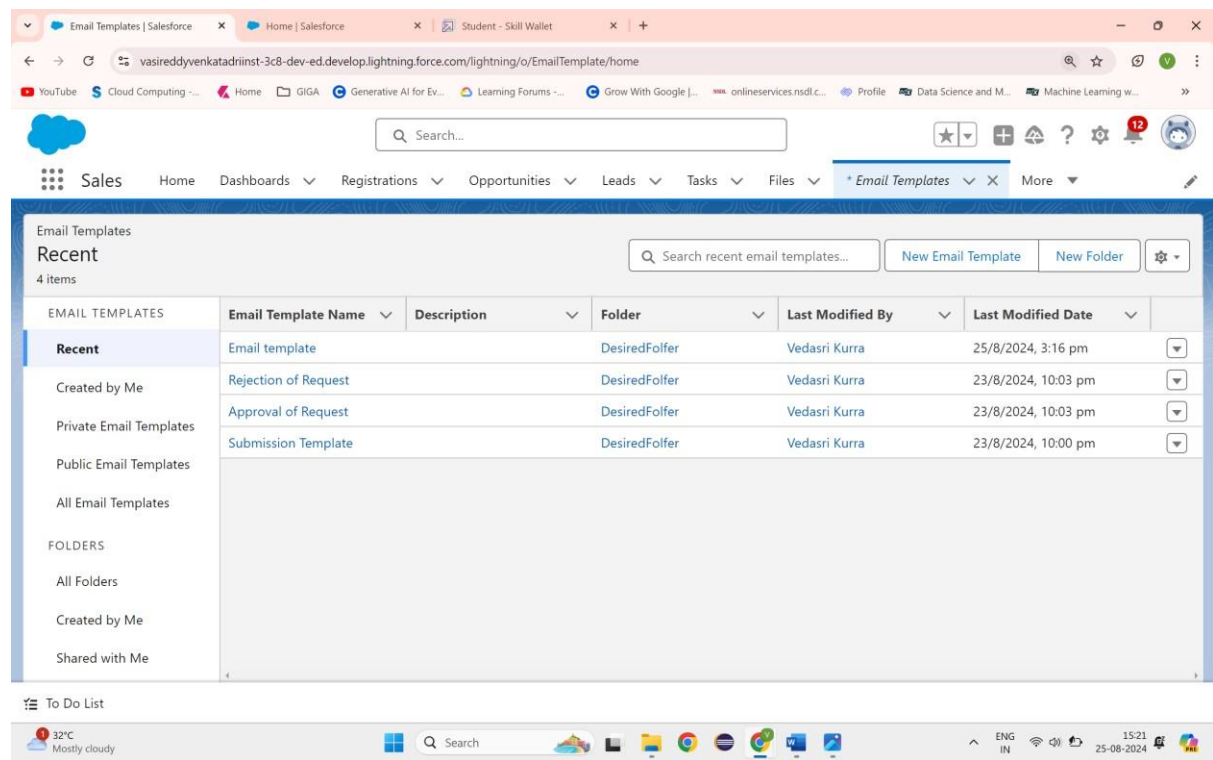 Email Templates | Salesforce
Home | Salesforce
Student - Skill Wallet
vasireddyvenkatadriinst-3c8-dev-ed.develop.lightning.force.com/lightning/o/EmailTemplate/home
V
YouTube Cloud Computing -... Home GIGA Generative AI for Ev... Learning Forums -... Grow With Google |... onlineservices.nsdl.c... Profile Data Science and M... Machine Learning w... »
Search...
12
Sales Home Dashboards Registrations Opportunities Leads Tasks Files * Email Templates More
Email Templates
Recent
4 items
Search recent email templates...
New Email Template New Folder
EMAIL TEMPLATES
Recent
Created by Me
Private Email Templates
Public Email Templates
All Email Templates
FOLDERS
All Folders
Created by Me
Shared with Me
Email Template Name Description Folder Last Modified By Last Modified Date
Email template DesiredFolfer Vedasri Kurra 25/8/2024, 3:16 pm
Rejection of Request DesiredFolfer Vedasri Kurra 23/8/2024, 10:03 pm
Approval of Request DesiredFolfer Vedasri Kurra 23/8/2024, 10:03 pm
Submission Template DesiredFolfer Vedasri Kurra 23/8/2024, 10:00 pm
To Do List
1
32°C
Mostly cloudy
Search
ENG
IN
15:21
25-08-2024
PRE